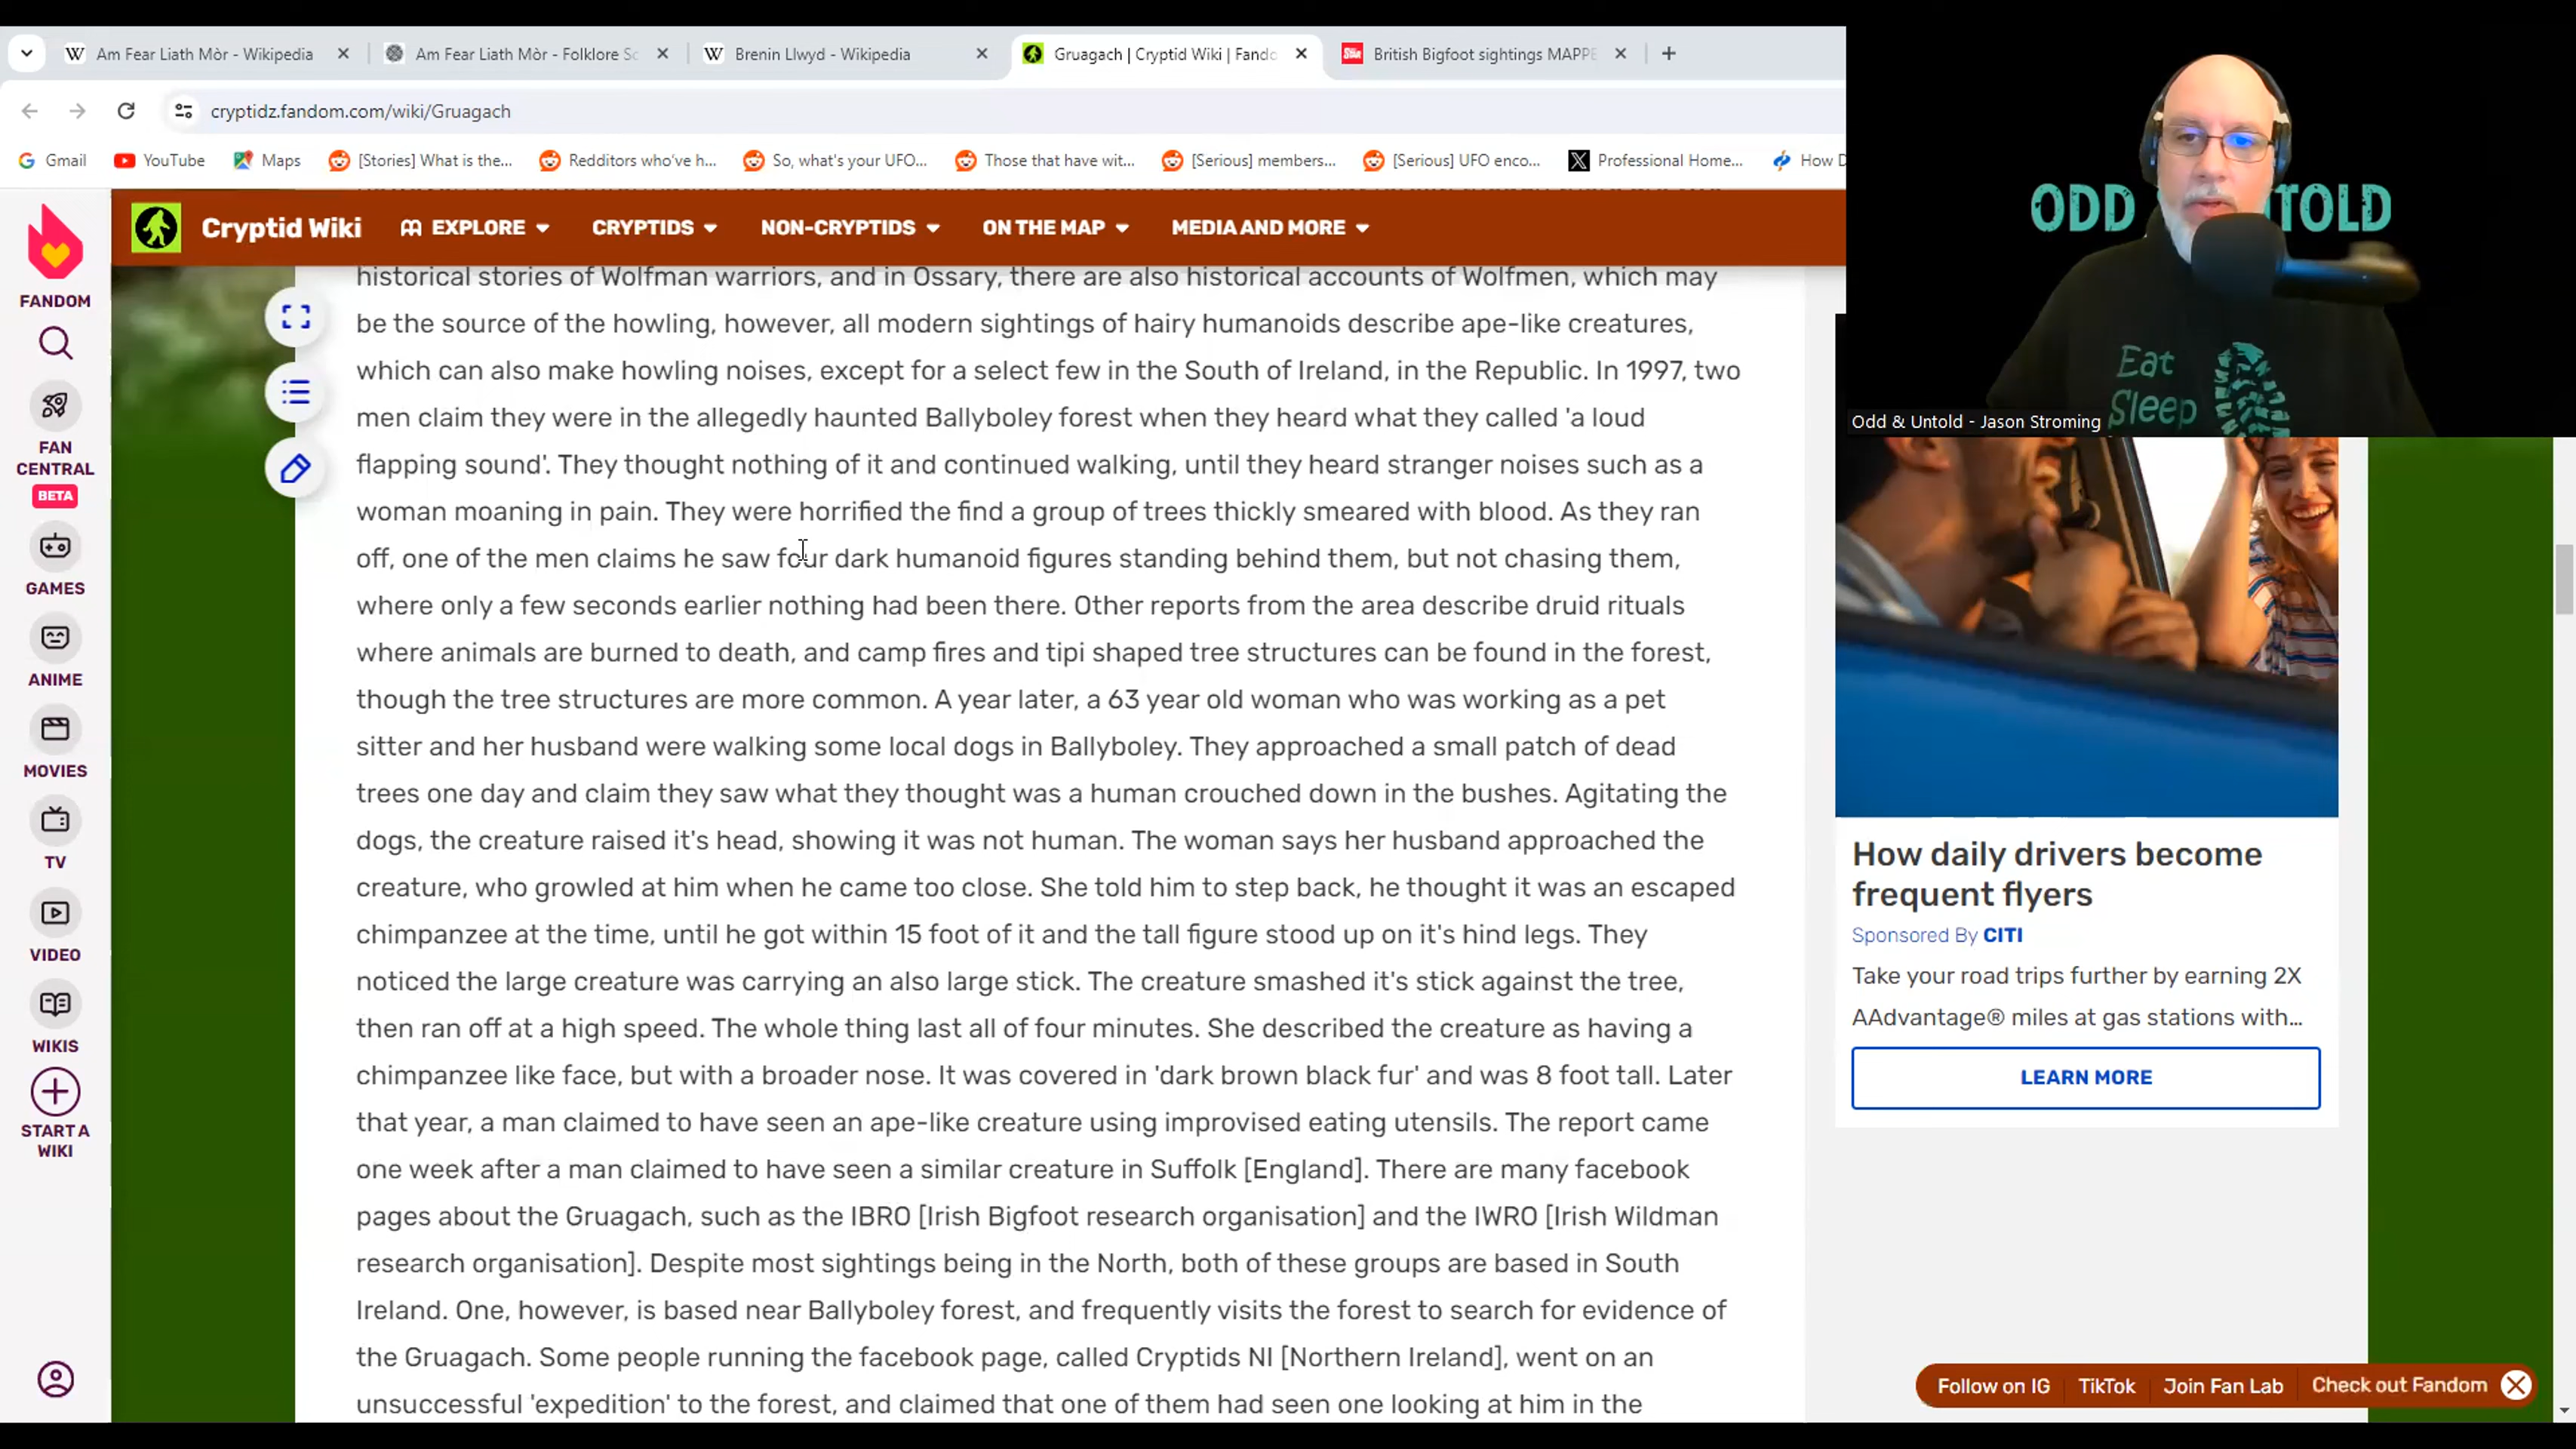 Am Fear Liath Mòr - Wikipedia
Am Fear Liath Mòr - Folklore Sc
Brenin Llwyd - Wikipedia
Gruagach | Cryptid Wiki | Fando
British Bigfoot sightings MAPPE
cryptidz.fandom.com/wiki/Gruagach
Gmail
YouTube
Maps
[Stories] What is the...
Redditors who've h...
So, what's your UFO...
Those that have wit...
[Serious] members...
[Serious] UFO enco...
Professional Home...
How D
Cryptid Wiki
EXPLORE
CRYPTIDS
NON-CRYPTIDS
ON THE MAP
MEDIA AND MORE
FANDOM
FAN
CENTRAL
BETA
GAMES
ANIME
MOVIES
TV
VIDEO
WIKIS
START A
WIKI
historical stories of Wolfman warriors, and in Ossary, there are also historical accounts of Wolfmen, which may
be the source of the howling, however, all modern sightings of hairy humanoids describe ape-like creatures,
which can also make howling noises, except for a select few in the South of Ireland, in the Republic. In 1997, two
men claim they were in the allegedly haunted Ballyboley forest when they heard what they called 'a loud
flapping sound'. They thought nothing of it and continued walking, until they heard stranger noises such as a
woman moaning in pain. They were horrified the find a group of trees thickly smeared with blood. As they ran
off, one of the men claims he saw four dark humanoid figures standing behind them, but not chasing them,
where only a few seconds earlier nothing had been there. Other reports from the area describe druid rituals
where animals are burned to death, and camp fires and tipi shaped tree structures can be found in the forest,
though the tree structures are more common. A year later, a 63 year old woman who was working as a pet
sitter and her husband were walking some local dogs in Ballyboley. They approached a small patch of dead
trees one day and claim they saw what they thought was a human crouched down in the bushes. Agitating the
dogs, the creature raised it's head, showing it was not human. The woman says her husband approached the
creature, who growled at him when he came too close. She told him to step back, he thought it was an escaped
chimpanzee at the time, until he got within 15 foot of it and the tall figure stood up on it's hind legs. They
noticed the large creature was carrying an also large stick. The creature smashed it's stick against the tree,
then ran off at a high speed. The whole thing last all of four minutes. She described the creature as having a
chimpanzee like face, but with a broader nose. It was covered in 'dark brown black fur' and was 8 foot tall. Later
that year, a man claimed to have seen an ape-like creature using improvised eating utensils. The report came
one week after a man claimed to have seen a similar creature in Suffolk [England]. There are many facebook
pages about the Gruagach, such as the IBRO [Irish Bigfoot research organisation] and the IWRO [Irish Wildman
research organisation]. Despite most sightings being in the North, both of these groups are based in South
Ireland. One, however, is based near Ballyboley forest, and frequently visits the forest to search for evidence of
the Gruagach. Some people running the facebook page, called Cryptids NI [Northern Ireland], went on an
unsuccessful 'expedition' to the forest, and claimed that one of them had seen one looking at him in the
ODD
TOLD
Eat
Sleep
Odd & Untold - Jason Stroming
How daily drivers become
frequent flyers
Sponsored By CITI
Take your road trips further by earning 2X
AAdvantage® miles at gas stations with...
LEARN MORE
Follow on IG
TikTok
Join Fan Lab
Check out Fandom